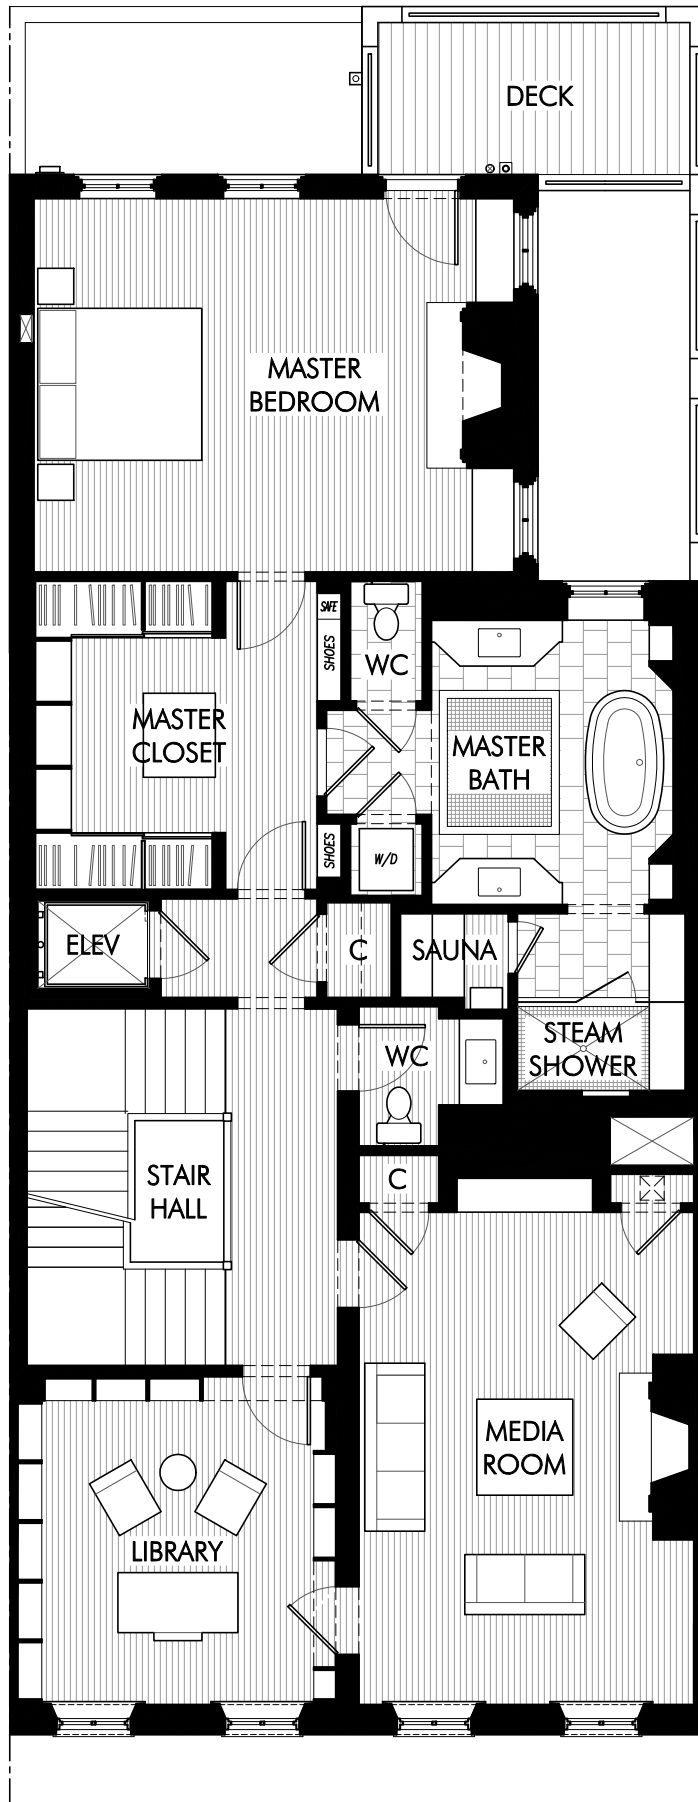 DECK
MASTER
BEDROOM
SAFE
SHOES
WC
MASTER
CLOSET
MASTER
BATH
SHOES
W/D
ELEV
C
SAUNA
STEAM
SHOWER
WC
STAIR
HALL
C
MEDIA
ROOM
LIBRARY